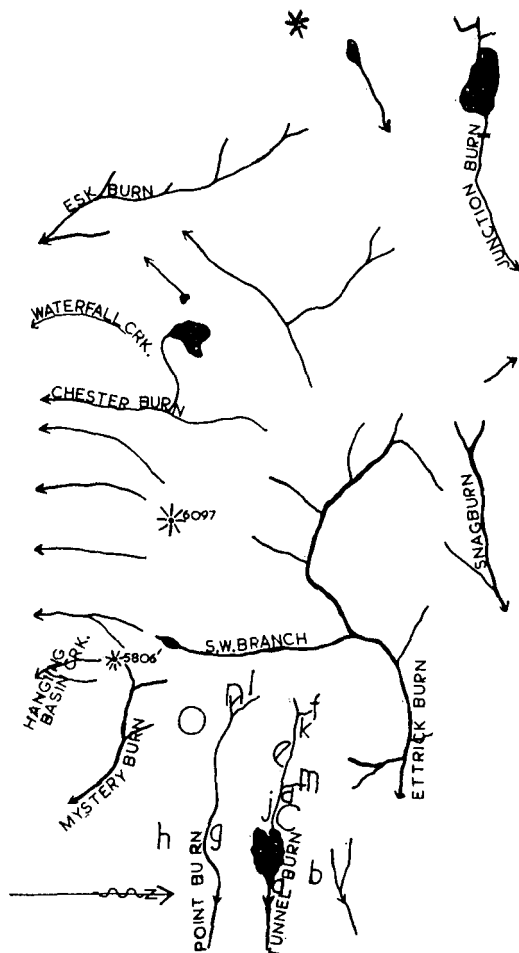 JUNCTION BURN
ESK BURN
WATERFALL CRK.
CHESTER BURN
6097
SNAGBURN
S.W. BRANCH
5806'
HANGING
BASIN CRK.
MYSTERY BURN
ETTRICK BURN
n l
f
k
e
m
j
C
h
g
b
POINT BURN
TUNNEL BURN
N